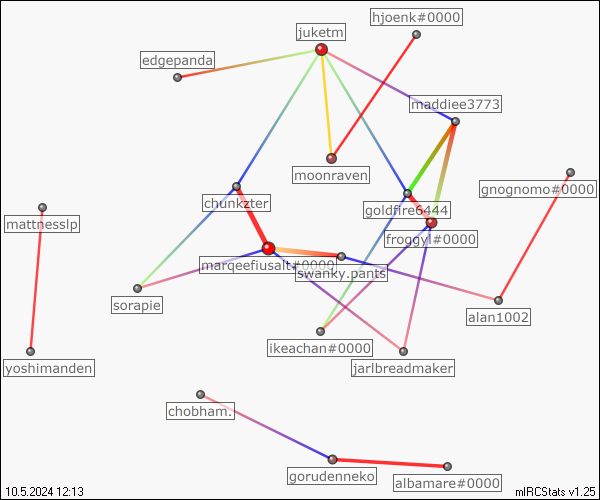 hjoenk#0000
juketm
edgepanda
maddiee3773
moonraven
gnognomo#0000
chunkzter
goldfire6444
mattnesslp
froggyl#0000
marqeefiusalt#0000
swanky.pants
sorapie
alan1002
ikeachan#0000
yoshimanden
jarlbreadmaker
chobham.
gorudenneko
albamare#0000
10.5.2024 12:13
mIRCStats v1.25